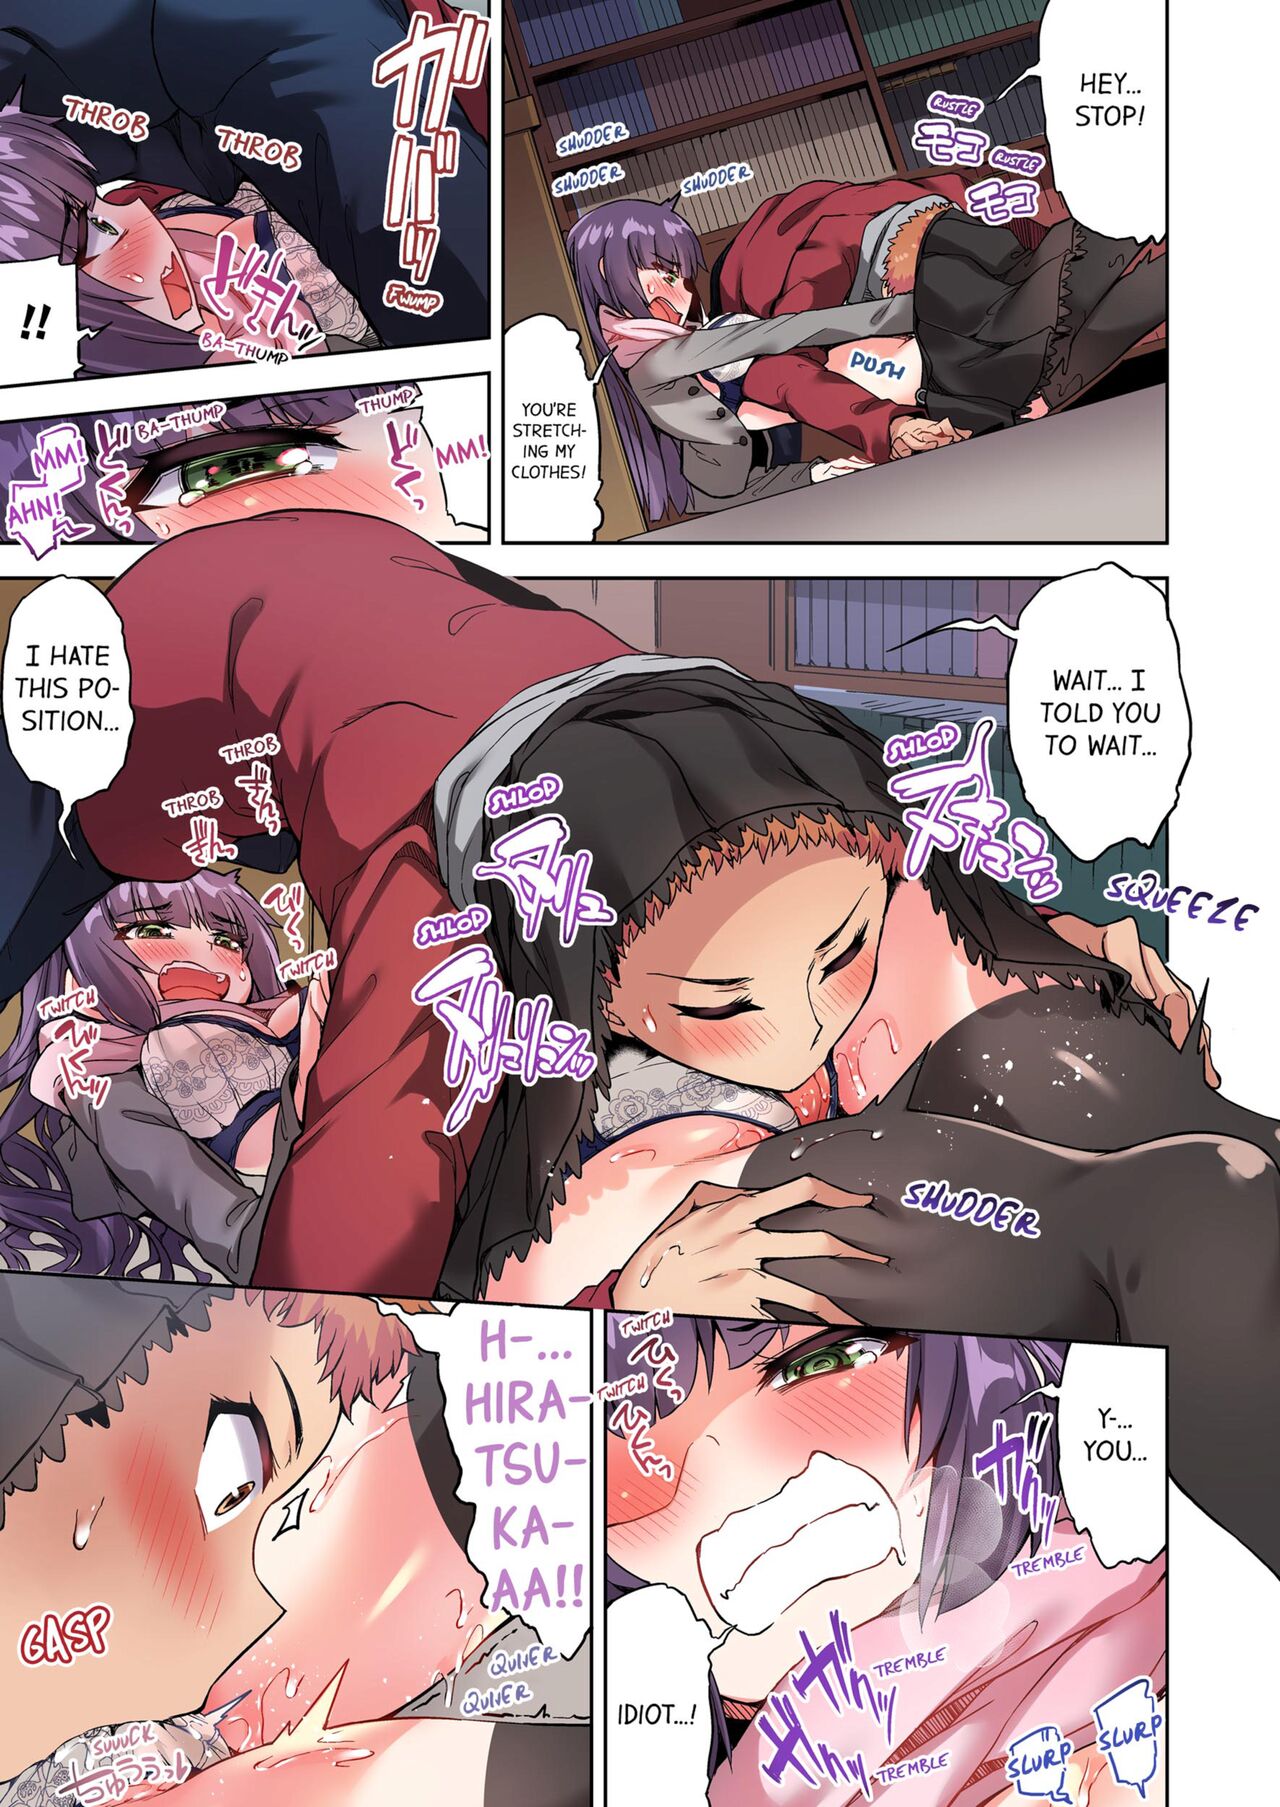 HEY...
STOP!
RUSTLE
モコ
RUSTLE
モコ
SHUDDER
SHUDDER
SHUDDER
PUSH
YOU'RE
STRETCH-
ING MY
CLOTHES!
ガバッ
FWUMP
THROB
THROB
BA-THUMP
!!
THUMP
BA-THUMP
MM!
MM!
AHN!
WAIT... I
TOLD YOU
TO WAIT...
I HATE
THIS PO-
SITION...
SHLOP
SHLOP
SHLOP
SQUEEZE
THROB
THROB
TWITCH
TWITCH
SHUDDER
Y-...
YOU...
TWITCH
TWITCH
TREMBLE
TREMBLE
TREMBLE
IDIOT...!
SLURP
SLURP
H-...
HIRA-
TSU-
KA-
AA!!
GASP
QUIVER
QUIVER
SUUUCK